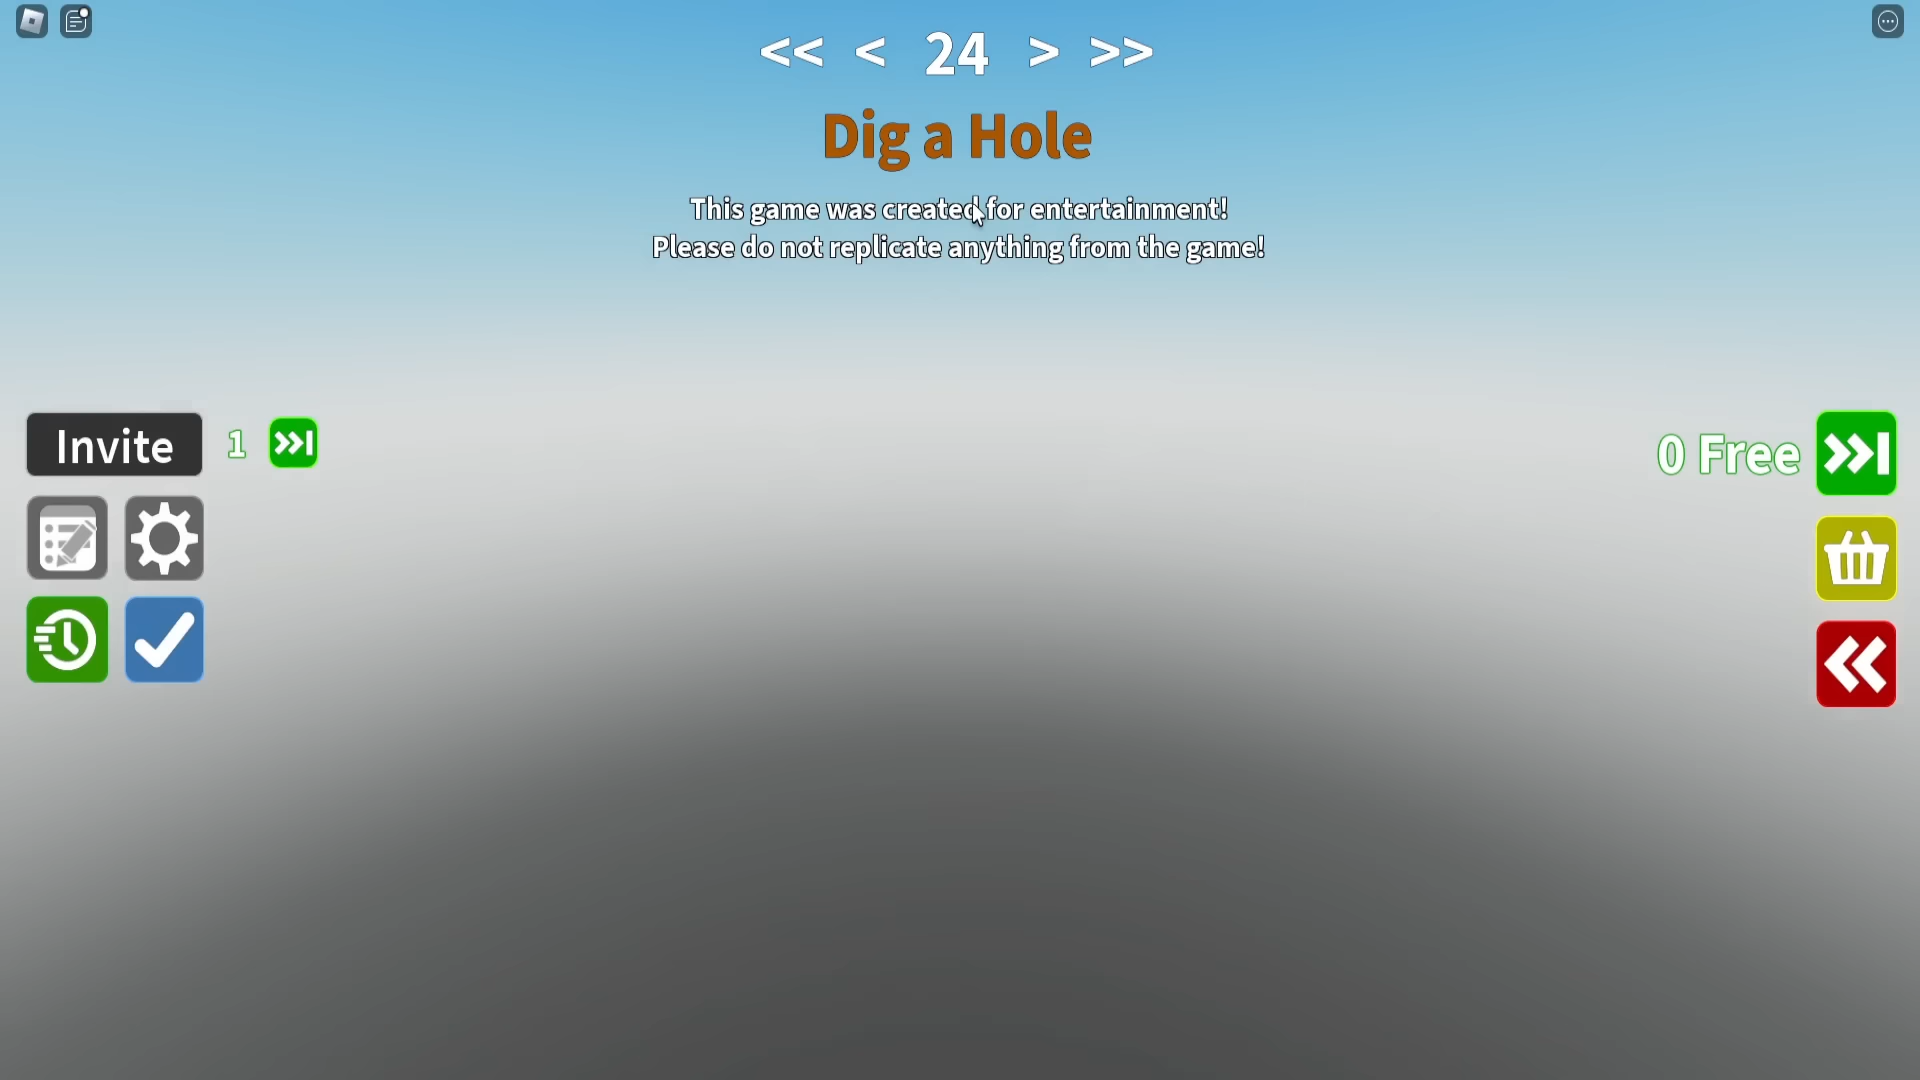 << < 24 > >>
Dig a Hole
This game was created for entertainment!
Please do not replicate anything from the game!
Invite 1
0 Free